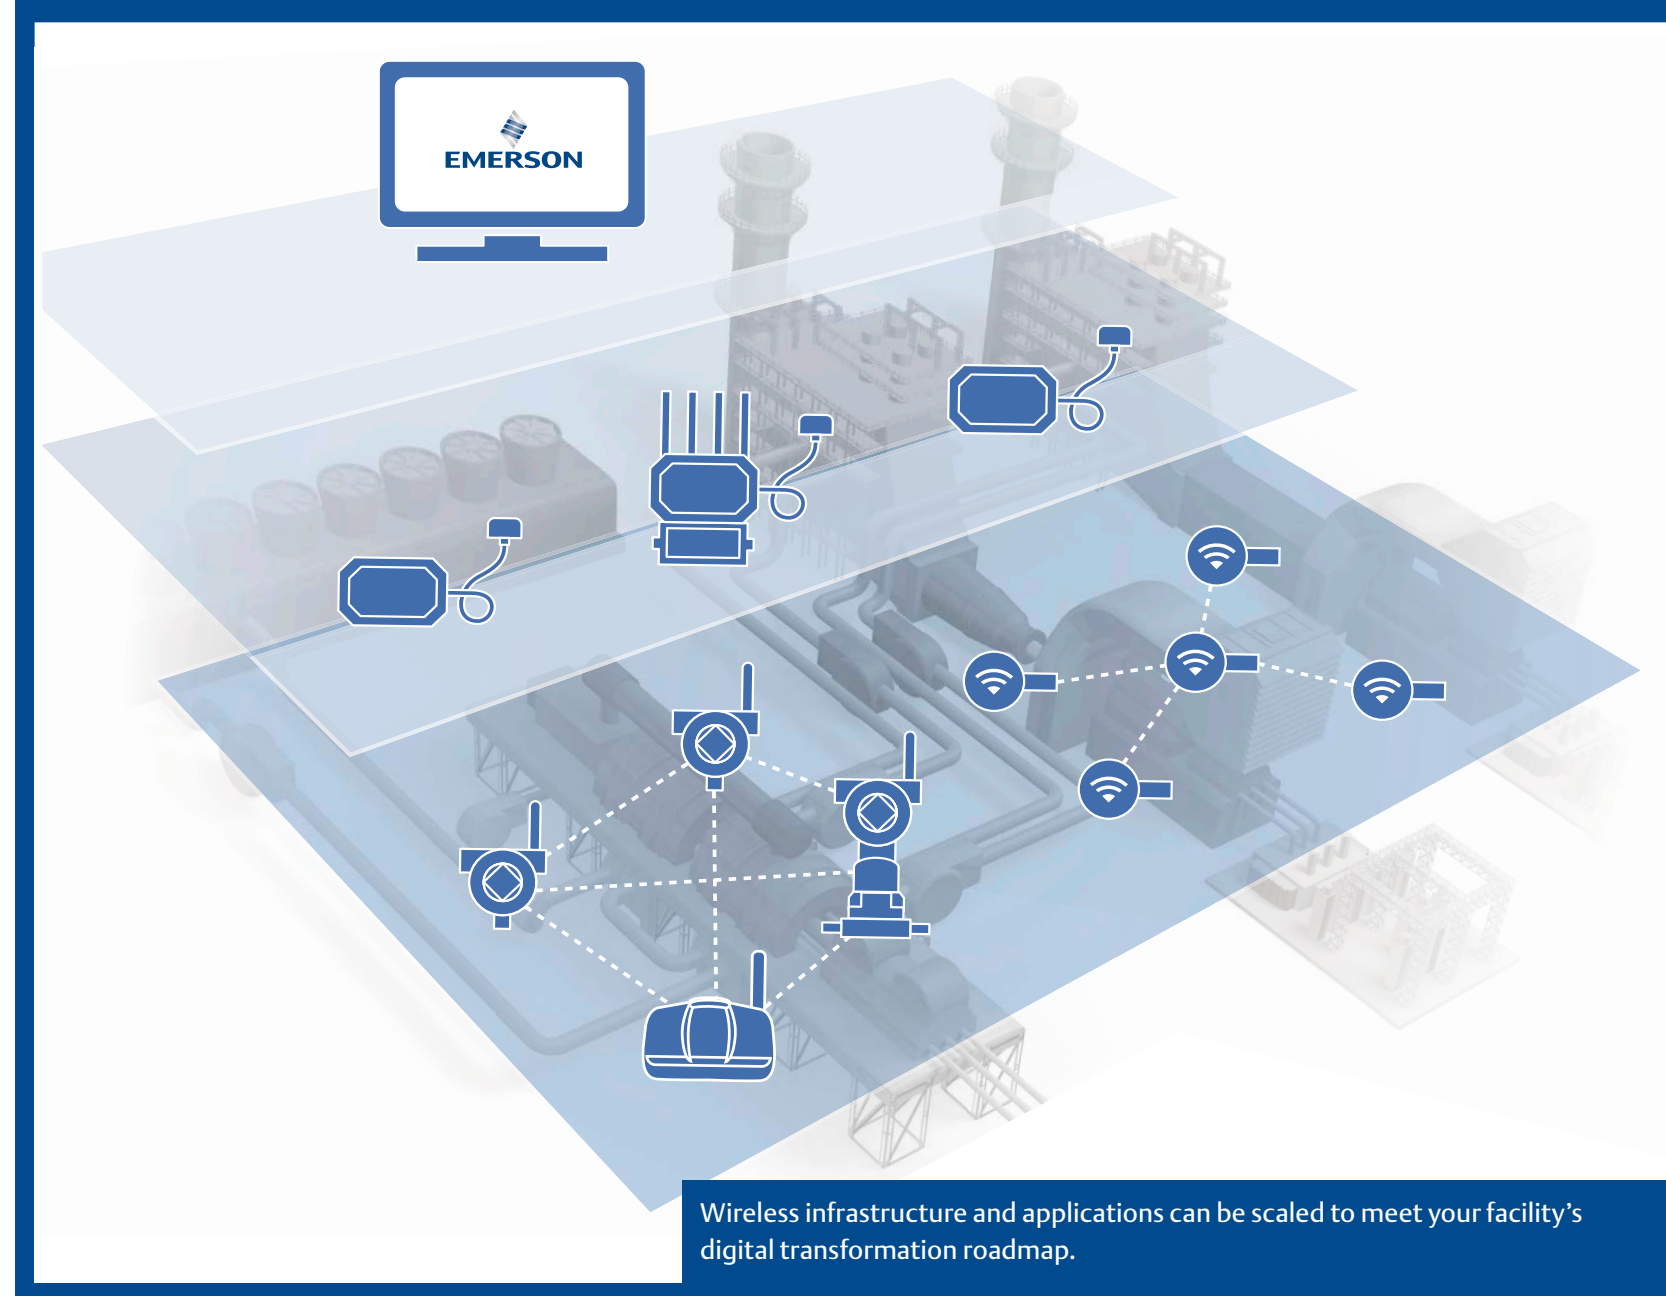 EMERSON
Wireless infrastructure and applications can be scaled to meet your facility’s
digital transformation roadmap.